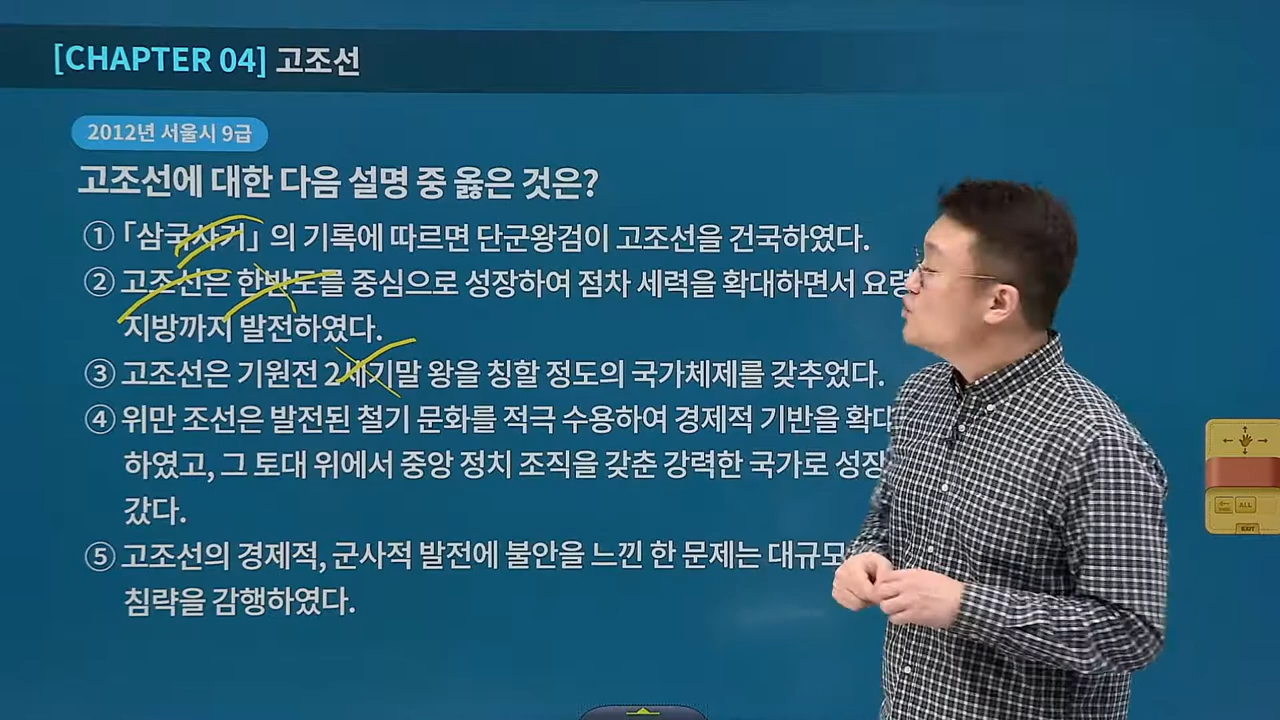 [CHAPTER 04] 고조선
2012년 서울시 9급
고조선에 대한 다음 설명 중 옳은 것은?
① 「삼국사기」의 기록에 따르면 단군왕검이 고조선을 건국하였다.
② 고조선은 한반도를 중심으로 성장하여 점차 세력을 확대하면서
지방까지 발전하였다.
③ 고조선은 기원전 2세기말 왕을 칭할 정도의 국가체제를 갖추었다.
④ 위만 조선은 발전된 철기 문화를 적극 수용하여 경제적 기반을
하였고, 그 토대 위에서 중앙 정치 조직을 갖춘 강력한 국가로 성장
갔다.
⑤ 고조선의 경제적, 군사적 발전에 불안을 느낀 한 문제는 대규모
침략을 감행하였다.
ALL
EXIT